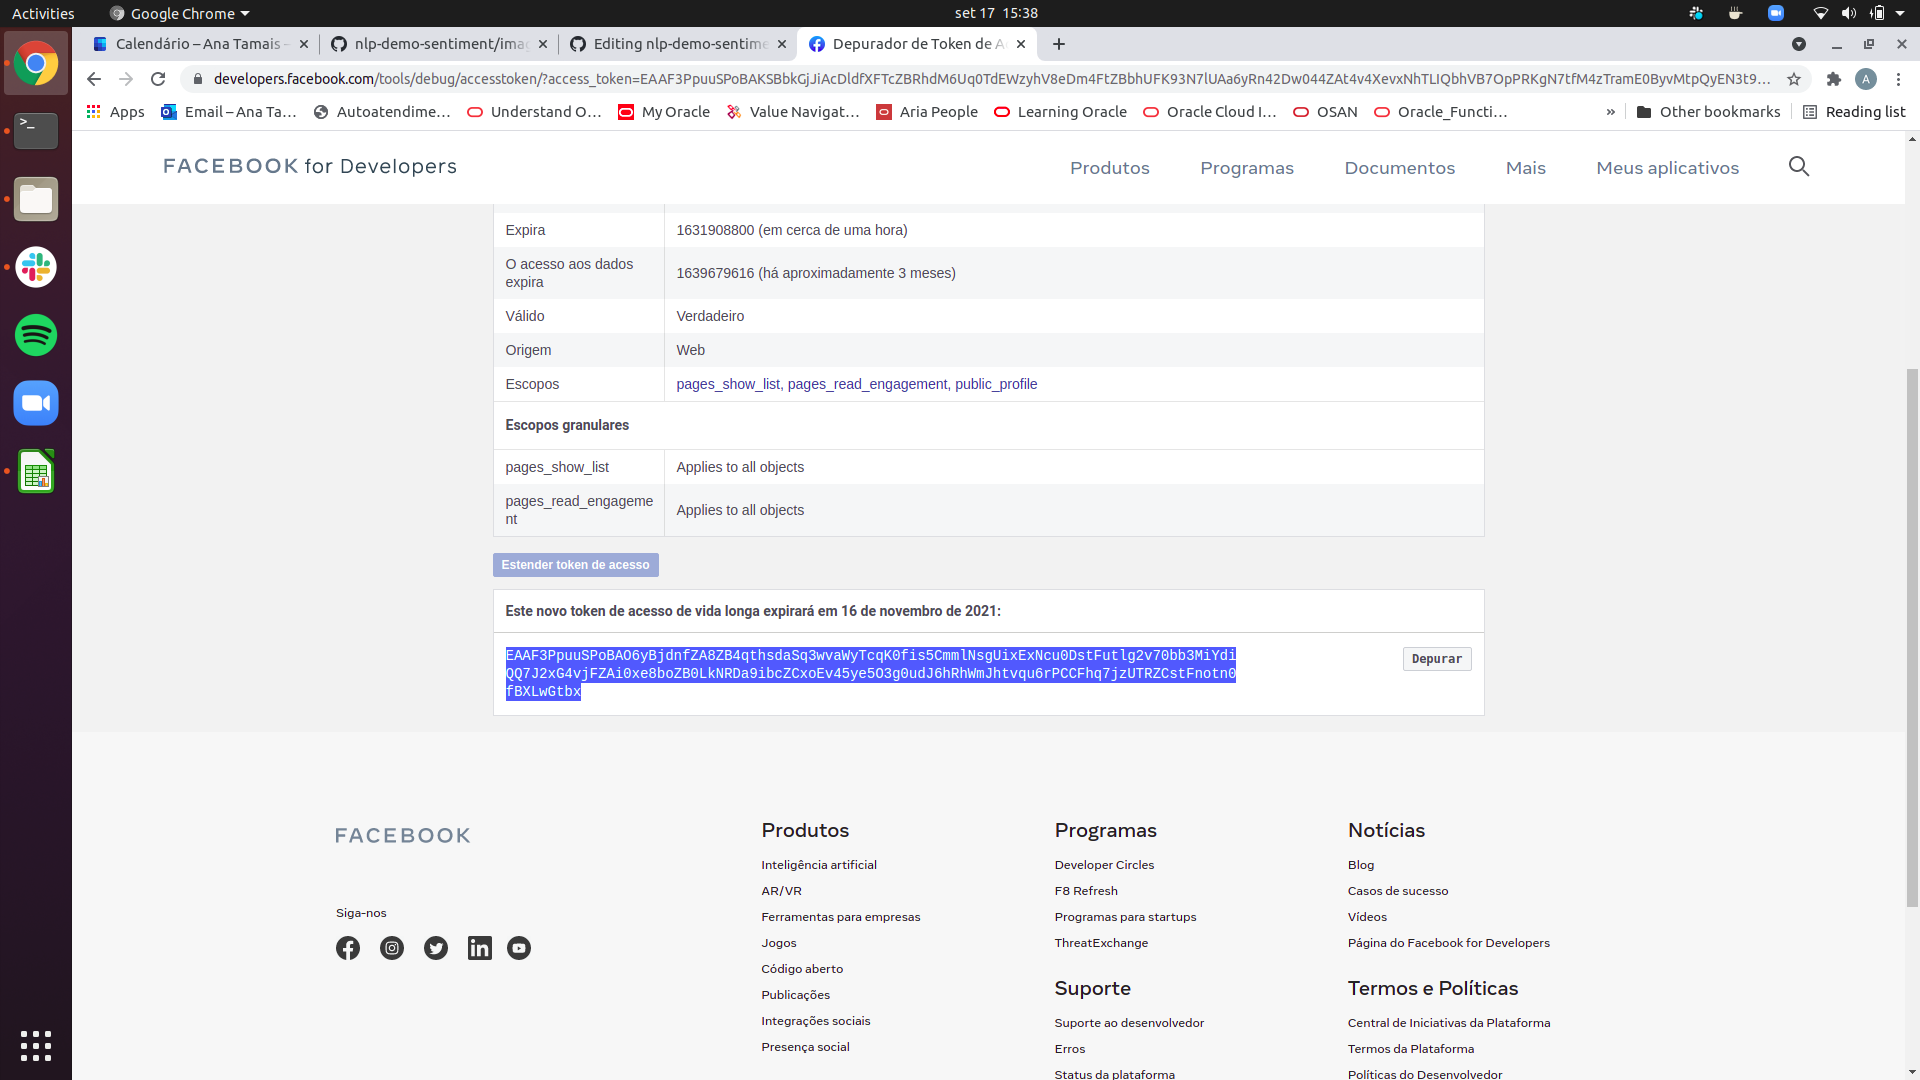 Activities
Google Chrome
set 17 15:38
Calendário – Ana Tamais –
nlp-demo-sentiment/imag
Editing nlp-demo-sentime
Depurador de Token de A
developers.facebook.com/tools/debug/accesstoken/?access_token=EAAF3PpuuSPoBAKSBbkGjJiAcDldfXFTcZBRhdM6Uq0TdEWzyhV8eDm4FtZBbhUFK93N7lUAa6yRn42Dw044ZAt4v4XevxNhTLIQbhVB7OpPRKgN7tfM4zTramE0ByvMtpQyEN3t9...
Apps
Email – Ana Ta...
Autoatendime...
Understand O...
My Oracle
Value Navigat...
Aria People
Learning Oracle
Oracle Cloud I...
OSAN
Oracle_Functi...
»
Other bookmarks
Reading list
FACEBOOK for Developers
Produtos
Programas
Documentos
Mais
Meus aplicativos
Expira
1631908800 (em cerca de uma hora)
O acesso aos dados
expira
1639679616 (há aproximadamente 3 meses)
Válido
Verdadeiro
Origem
Web
Escopos
pages_show_list, pages_read_engagement, public_profile
Escopos granulares
pages_show_list
Applies to all objects
pages_read_engageme
nt
Applies to all objects
Estender token de acesso
Este novo token de acesso de vida longa expirará em 16 de novembro de 2021:
EAAF3PpuuSPoBAO6yBjdnfZA8ZB4qthsdaSq3wvaWyTcqK0fis5CmmlNsgUixExNcu0DstFutlg2v70bb3MiYdi
QQ7J2xG4vjFZAi0xe8boZB0LkNRDa9ibcZCxoEv45ye5O3g0udJ6hRhWmJhtvqu6rPCCFhq7jzUTRZCstFnotn0
fBXLwGtbx
Depurar
FACEBOOK
Siga-nos
Produtos
Inteligência artificial
AR/VR
Ferramentas para empresas
Jogos
Código aberto
Publicações
Integrações sociais
Presença social
Programas
Developer Circles
F8 Refresh
Programas para startups
ThreatExchange
Suporte
Suporte ao desenvolvedor
Erros
Status da plataforma
Notícias
Blog
Casos de sucesso
Vídeos
Página do Facebook for Developers
Termos e Políticas
Central de Iniciativas da Plataforma
Termos da Plataforma
Políticas do Desenvolvedor